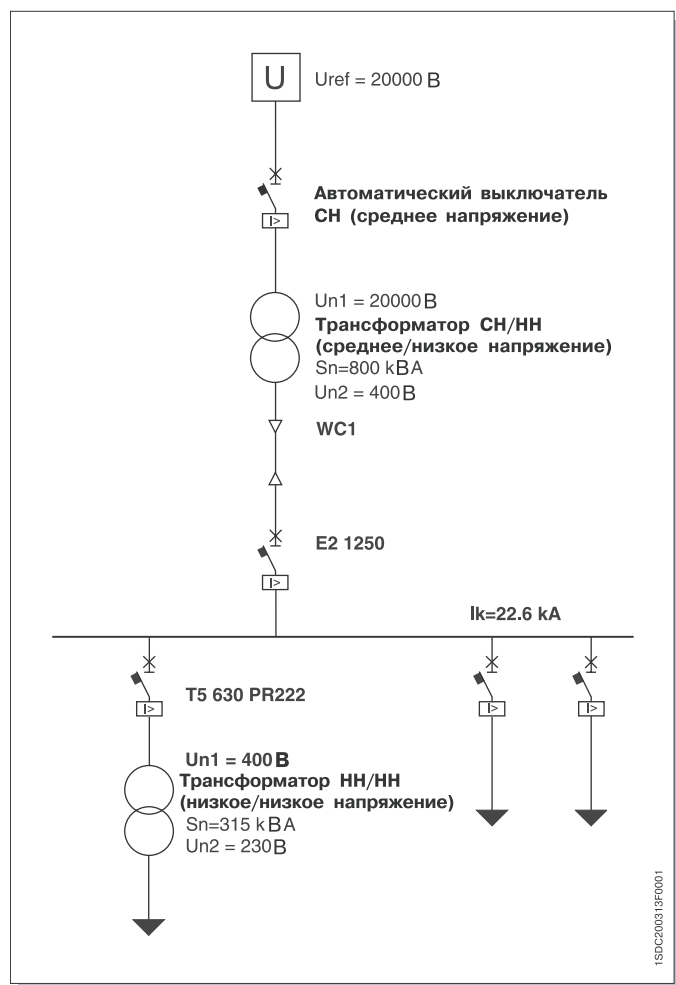 U
Uref = 20000 В
Автоматический выключатель
СН (среднее напряжение)
I>
Un1 = 20000 В
Трансформатор СН/НН
(среднее/низкое напряжение)
Sn=800 kВА
Un2 = 400 В
WC1
E2 1250
I>
Ik=22.6 kA
T5 630 PR222
I>
I>
I>
Un1 = 400 В
Трансформатор НН/НН
(низкое/низкое напряжение)
Sn=315 kВА
Un2 = 230 В
1SDC200313F0001